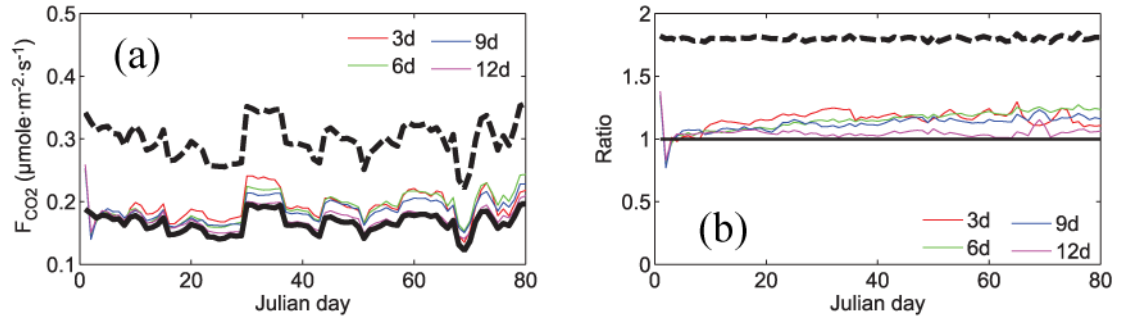 (a)
3d
9d
6d
12d
0.5
0.4
0.3
0.2
0.1
0
20
40
60
80
F_CO2 (μmole·m⁻²·s⁻¹)
Julian day
(b)
3d
9d
6d
12d
2
1.5
1
0.5
0
0
20
40
60
80
Ratio
Julian day